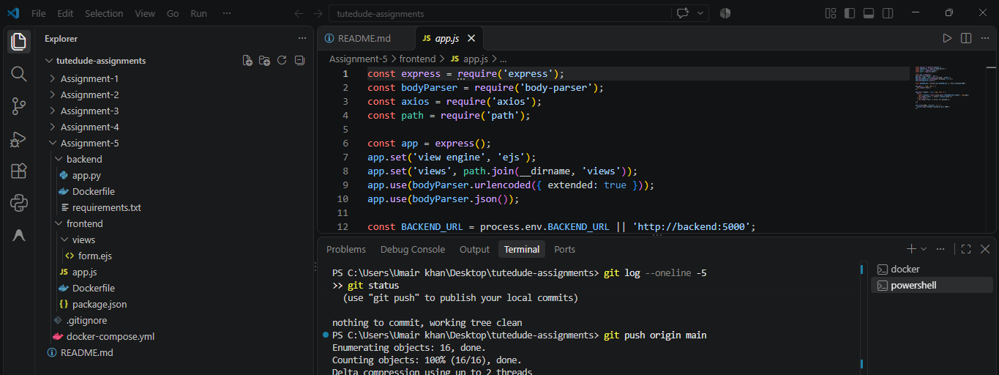 File Edit Selection View Go Run ···
tutedude-assignments
Explorer ···
tutedude-assignments
Assignment-1
Assignment-2
Assignment-3
Assignment-4
Assignment-5
backend
app.py
Dockerfile
requirements.txt
frontend
views
<> form.ejs
JS app.js
Dockerfile
{} package.json
.gitignore
docker-compose.yml
README.md
README.md
JS app.js
Assignment-5 > frontend > JS app.js > ...
1 const express = require('express');
2 const bodyParser = require('body-parser');
3 const axios = require('axios');
4 const path = require('path');
5
6 const app = express();
7 app.set('view engine', 'ejs');
8 app.set('views', path.join(__dirname, 'views'));
9 app.use(bodyParser.urlencoded({ extended: true }));
10 app.use(bodyParser.json());
11
12 const BACKEND_URL = process.env.BACKEND_URL || 'http://backend:5000';
Problems Debug Console Output Terminal Ports
PS C:\Users\Umair khan\Desktop\tutedude-assignments> git log --oneline -5
>> git status
(use "git push" to publish your local commits)
nothing to commit, working tree clean
PS C:\Users\Umair khan\Desktop\tutedude-assignments> git push origin main
Enumerating objects: 16, done.
Counting objects: 100% (16/16), done.
Delta compression using up to 2 threads
docker
powershell